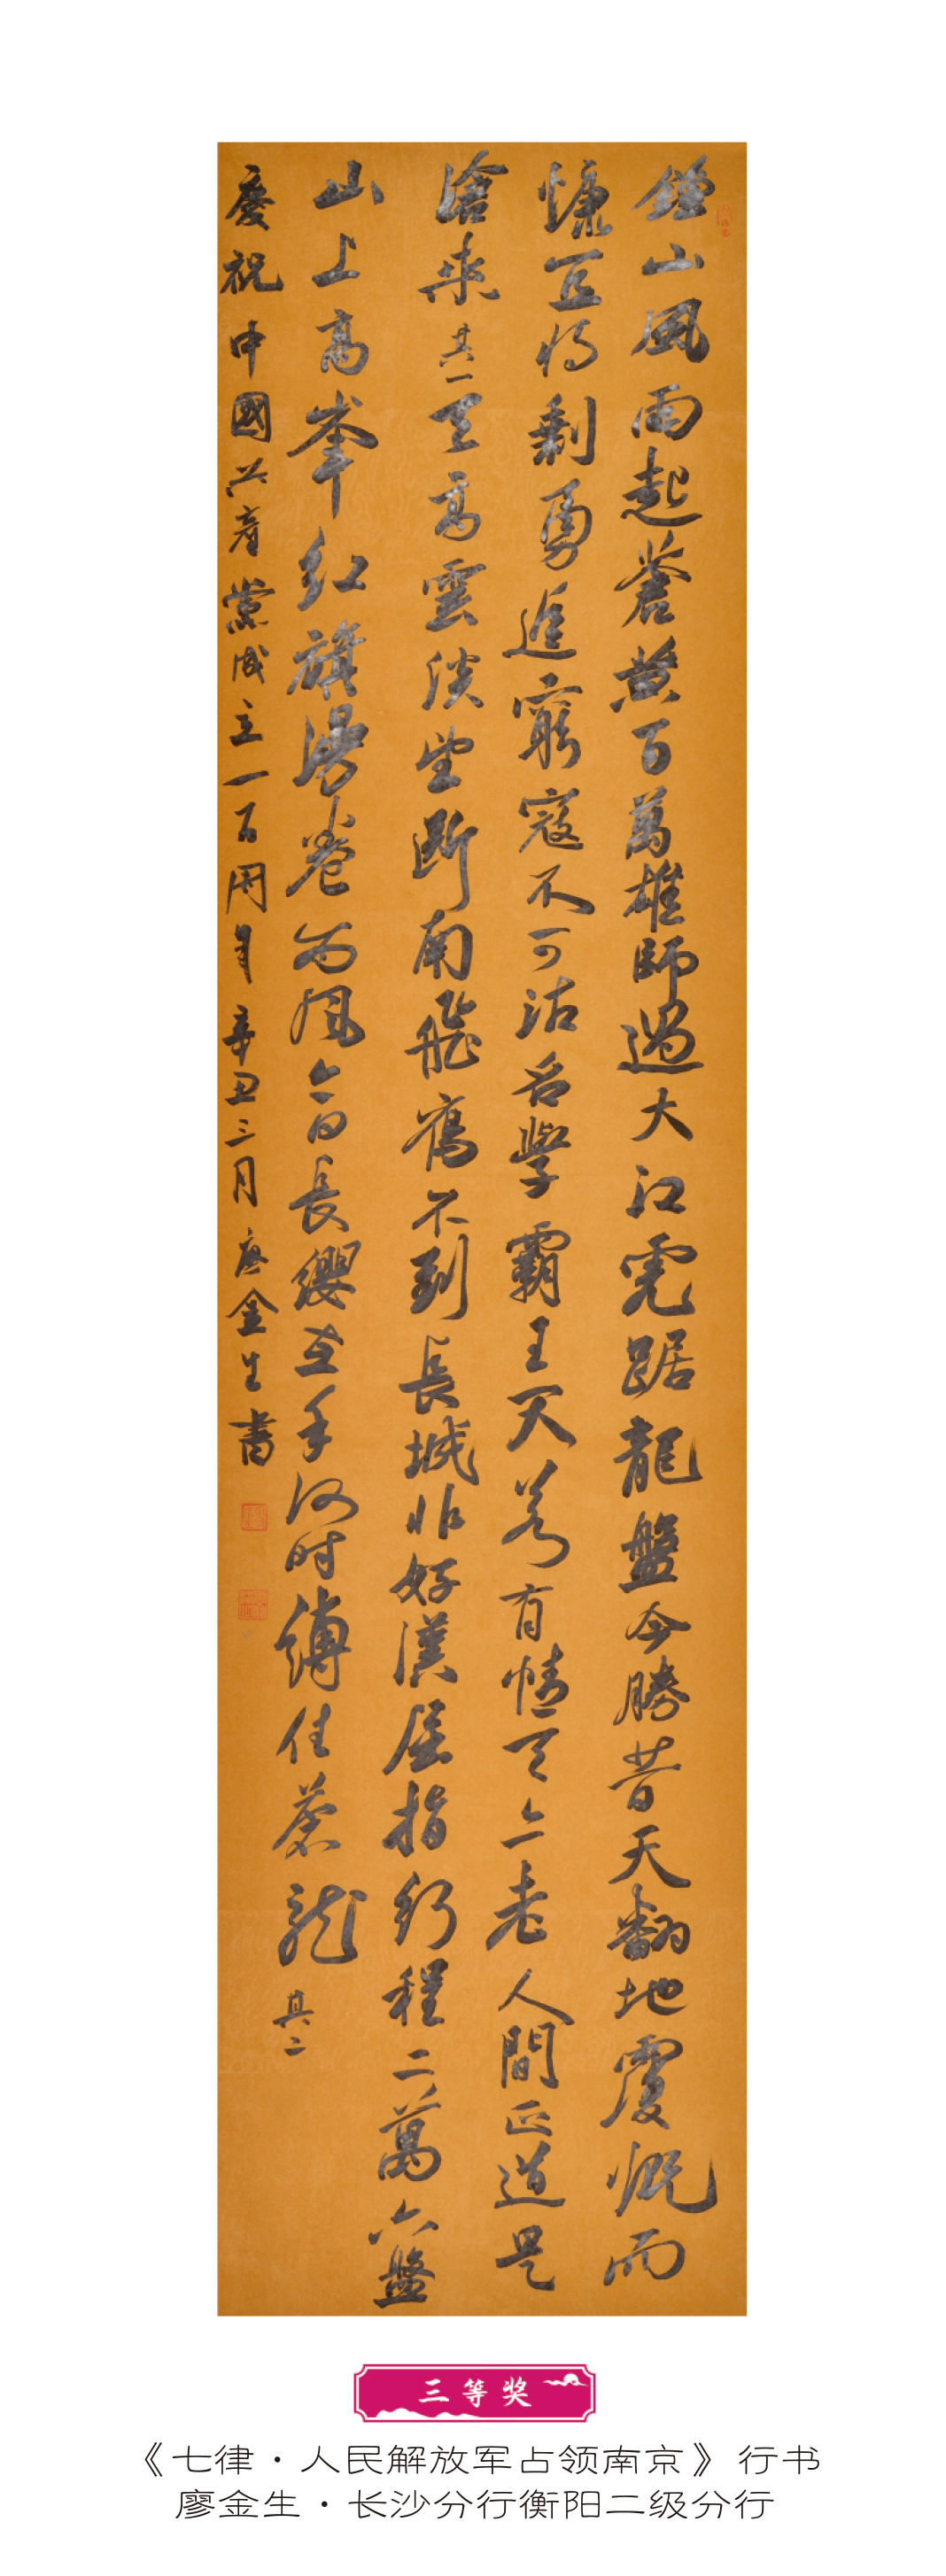 鍾山風雨起蒼黄百萬雄師過大江虎踞龍盤今勝昔天翻地覆慨而
慷宜将剩勇追窮寇不可沽名學霸王天若有情天亦老人間正道是
滄桑其一天高雲淡望斷南飛雁不到長城非好漢屈指行程二萬六盤
山上高峯紅旗漫卷西風今日長纓在手何时縛住蒼龍其二
慶祝中國共産黨成立一百周年辛丑三月廖金生書
三等奖
《七律·人民解放军占领南京》行书
廖金生·长沙分行衡阳二级分行